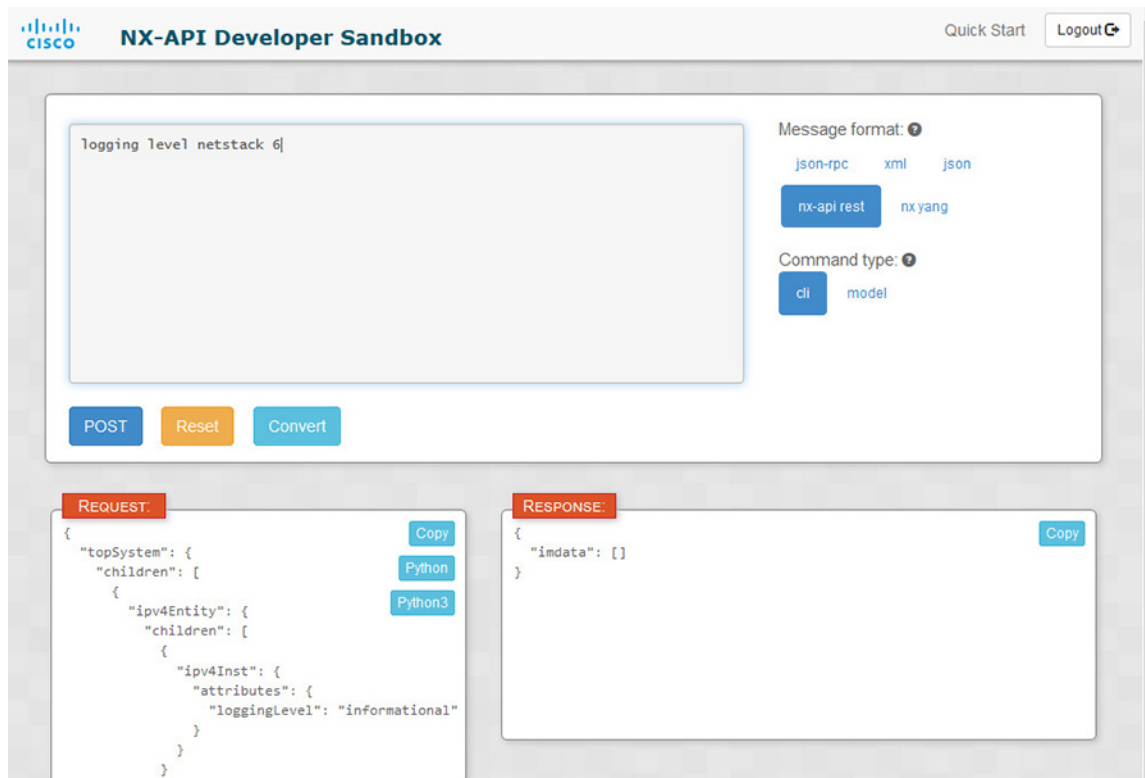 CISCO
NX-API Developer Sandbox
Quick Start
Logout
logging level netstack 6
Message format:
json-rpc xml json
nx-api rest nx yang
Command type:
cli model
POST Reset Convert
REQUEST:
Copy
Python
Python3
{
"topSystem": {
"children": [
{
"ipv4Entity": {
"children": [
{
"ipv4Inst": {
"attributes": {
"loggingLevel": "informational"
}
}
}
RESPONSE:
Copy
{
"imdata": []
}